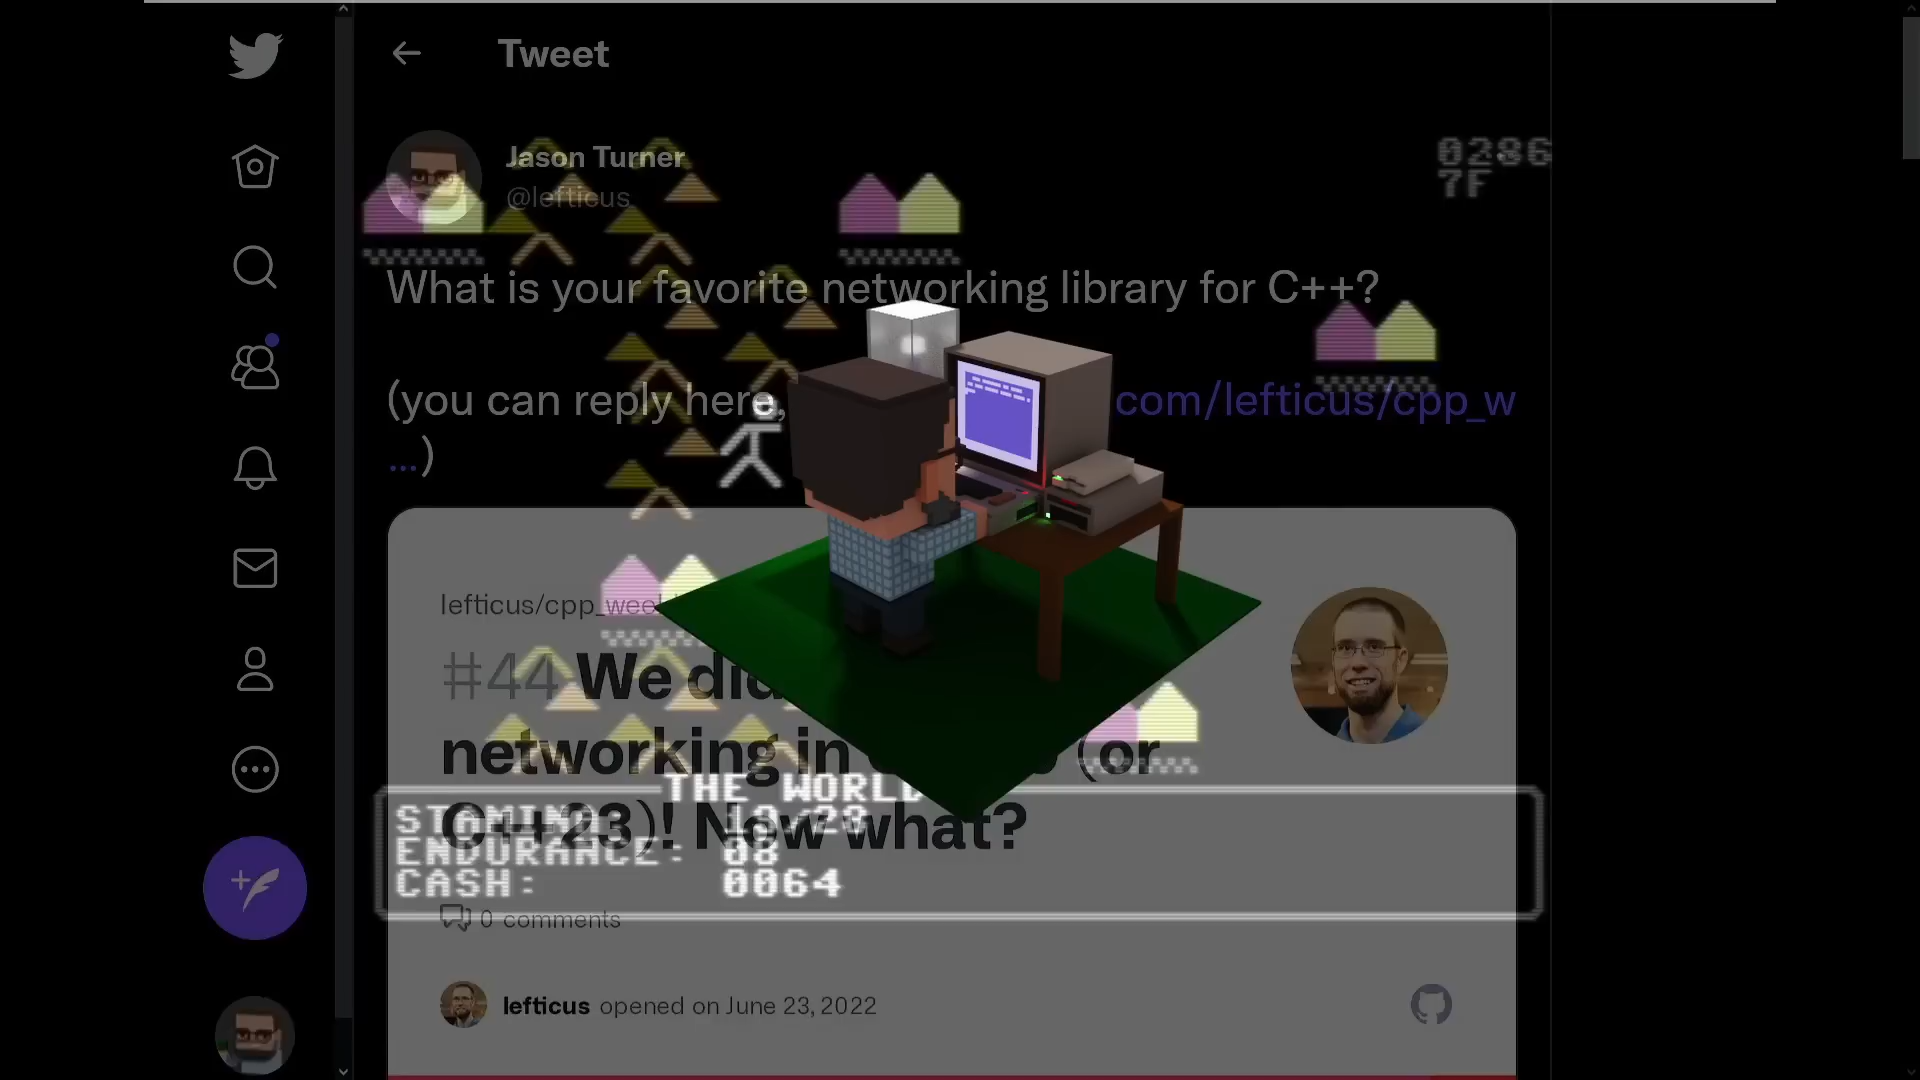 Tweet
Jason Turner
@lefticus
0286
7F
What is your favorite networking library for C++?
(you can reply here,
com/lefticus/cpp_w
...)
lefticus/cpp_wee
#44 We did
networking in
(or
THE WORLD
C++23)! Now what?
STAMINA
ENDURANCE: 08
CASH: 0064
0 comments
lefticus opened on June 23, 2022